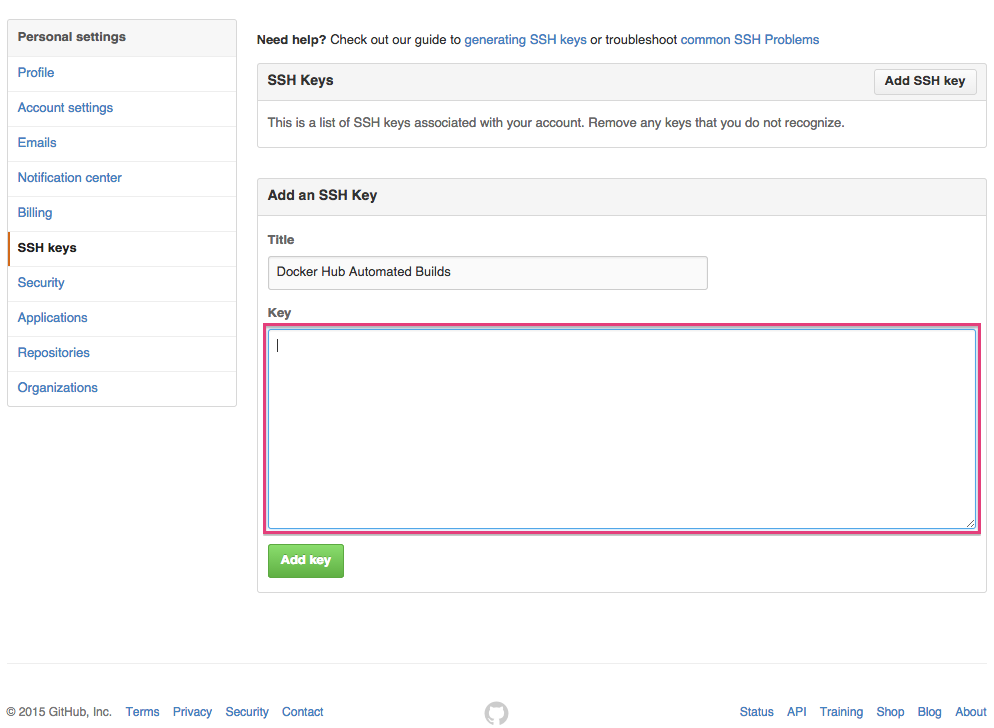 Personal settings
Profile
Account settings
Emails
Notification center
Billing
SSH keys
Security
Applications
Repositories
Organizations
Need help? Check out our guide to generating SSH keys or troubleshoot common SSH Problems
SSH Keys
Add SSH key
This is a list of SSH keys associated with your account. Remove any keys that you do not recognize.
Add an SSH Key
Title
Docker Hub Automated Builds
Key
Add key
© 2015 GitHub, Inc. Terms Privacy Security Contact
Status API Training Shop Blog About